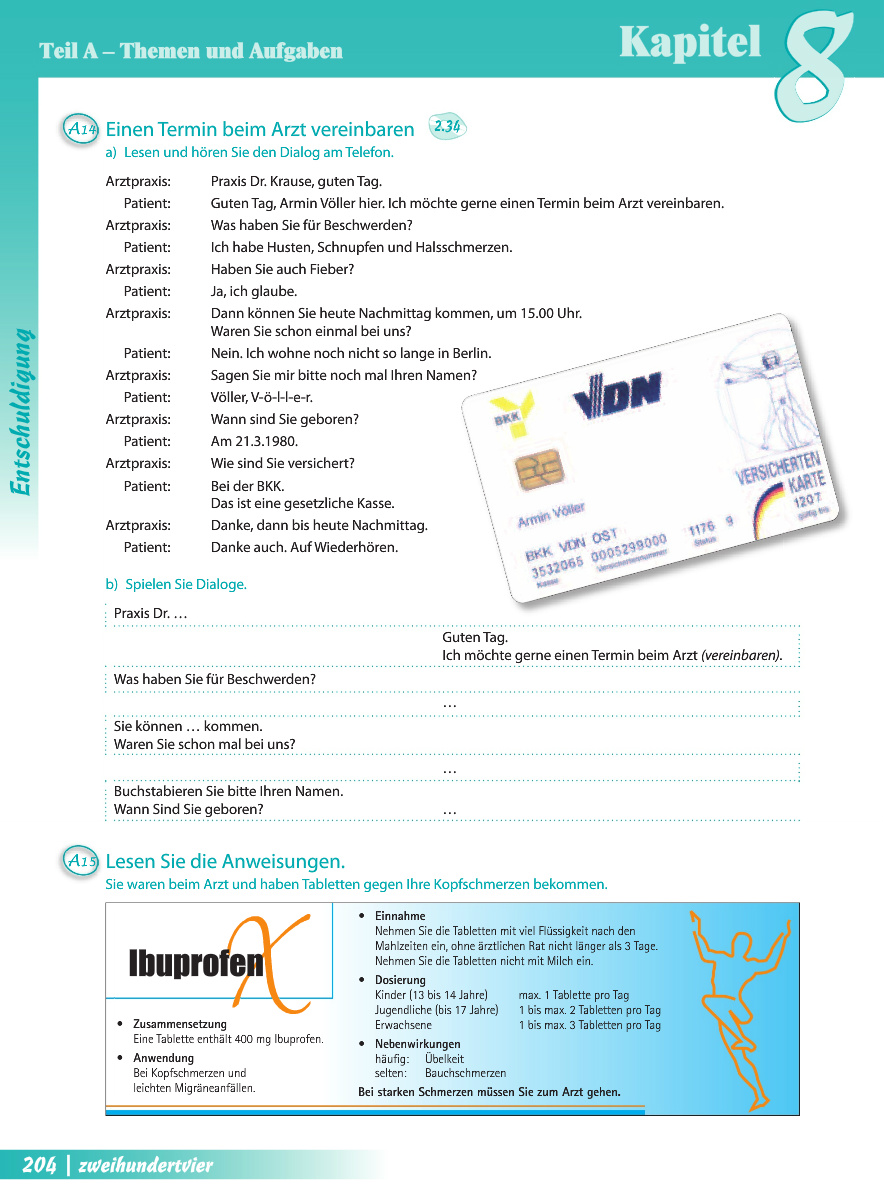 Teil A – Themen und Aufgaben
Kapitel 8
Entschuldigung
A14 Einen Termin beim Arzt vereinbaren 2.34
a) Lesen und hören Sie den Dialog am Telefon.
Arztpraxis: Praxis Dr. Krause, guten Tag.
Patient: Guten Tag, Armin Völler hier. Ich möchte gerne einen Termin beim Arzt vereinbaren.
Arztpraxis: Was haben Sie für Beschwerden?
Patient: Ich habe Husten, Schnupfen und Halsschmerzen.
Arztpraxis: Haben Sie auch Fieber?
Patient: Ja, ich glaube.
Arztpraxis: Dann können Sie heute Nachmittag kommen, um 15.00 Uhr.
Waren Sie schon einmal bei uns?
Patient: Nein. Ich wohne noch nicht so lange in Berlin.
Arztpraxis: Sagen Sie mir bitte noch mal Ihren Namen?
Patient: Völler, V-ö-l-l-e-r.
Arztpraxis: Wann sind Sie geboren?
Patient: Am 21.3.1980.
Arztpraxis: Wie sind Sie versichert?
Patient: Bei der BKK.
Das ist eine gesetzliche Kasse.
Arztpraxis: Danke, dann bis heute Nachmittag.
Patient: Danke auch. Auf Wiederhören.
BKK
VDN
VERSICHERTEN
KARTE
1207
gültig bis
Armin Völler
BKK VDN OST
3532065 0005299000 1176 9
Kasse Versichertennummer Status
b) Spielen Sie Dialoge.
Praxis Dr. …
Guten Tag.
Ich möchte gerne einen Termin beim Arzt (vereinbaren).
Was haben Sie für Beschwerden?
…
Sie können … kommen.
Waren Sie schon mal bei uns?
…
Buchstabieren Sie bitte Ihren Namen.
Wann Sind Sie geboren? …
A15 Lesen Sie die Anweisungen.
Sie waren beim Arzt und haben Tabletten gegen Ihre Kopfschmerzen bekommen.
Ibuprofen X
• Zusammensetzung
Eine Tablette enthält 400 mg Ibuprofen.
• Anwendung
Bei Kopfschmerzen und
leichten Migräneanfällen.
• Einnahme
Nehmen Sie die Tabletten mit viel Flüssigkeit nach den
Mahlzeiten ein, ohne ärztlichen Rat nicht länger als 3 Tage.
Nehmen Sie die Tabletten nicht mit Milch ein.
• Dosierung
Kinder (13 bis 14 Jahre) max. 1 Tablette pro Tag
Jugendliche (bis 17 Jahre) 1 bis max. 2 Tabletten pro Tag
Erwachsene 1 bis max. 3 Tabletten pro Tag
• Nebenwirkungen
häufig: Übelkeit
selten: Bauchschmerzen
Bei starken Schmerzen müssen Sie zum Arzt gehen.
204 | zweihundertvier